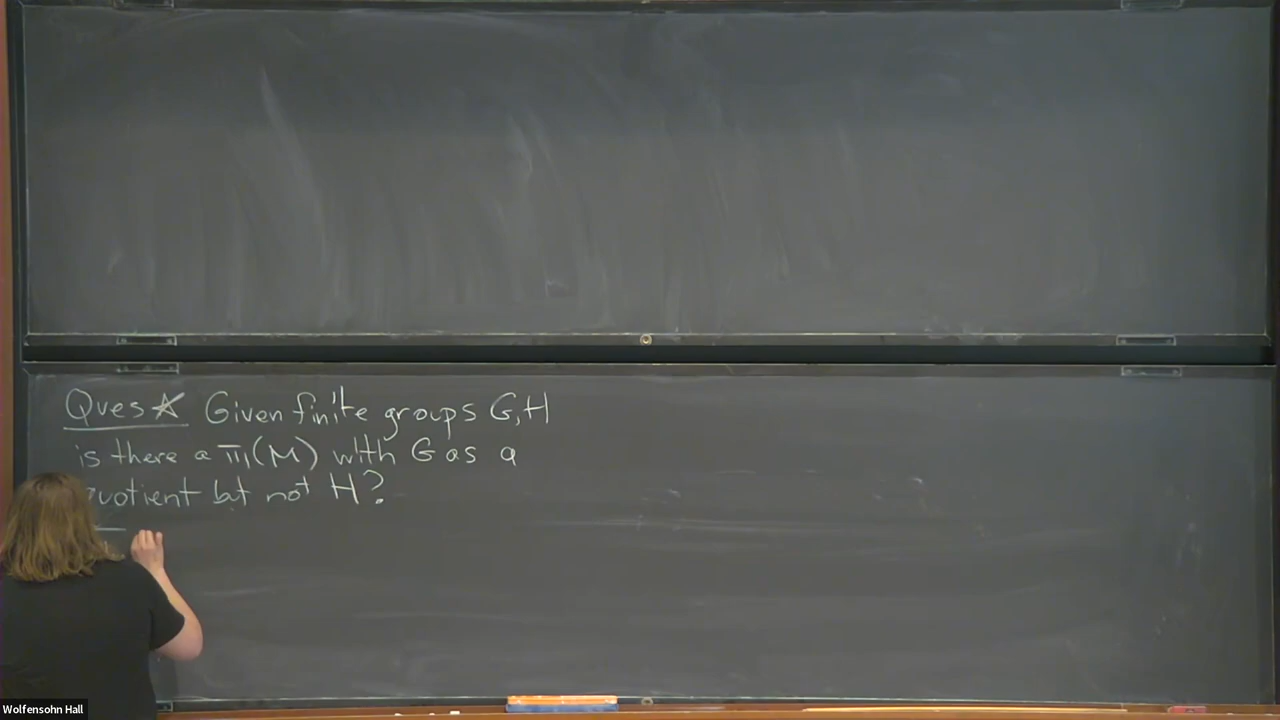 Ques ☆ Given finite groups G, H
is there a π₁(M) with G as a
quotient but not H?
Wolfensohn Hall